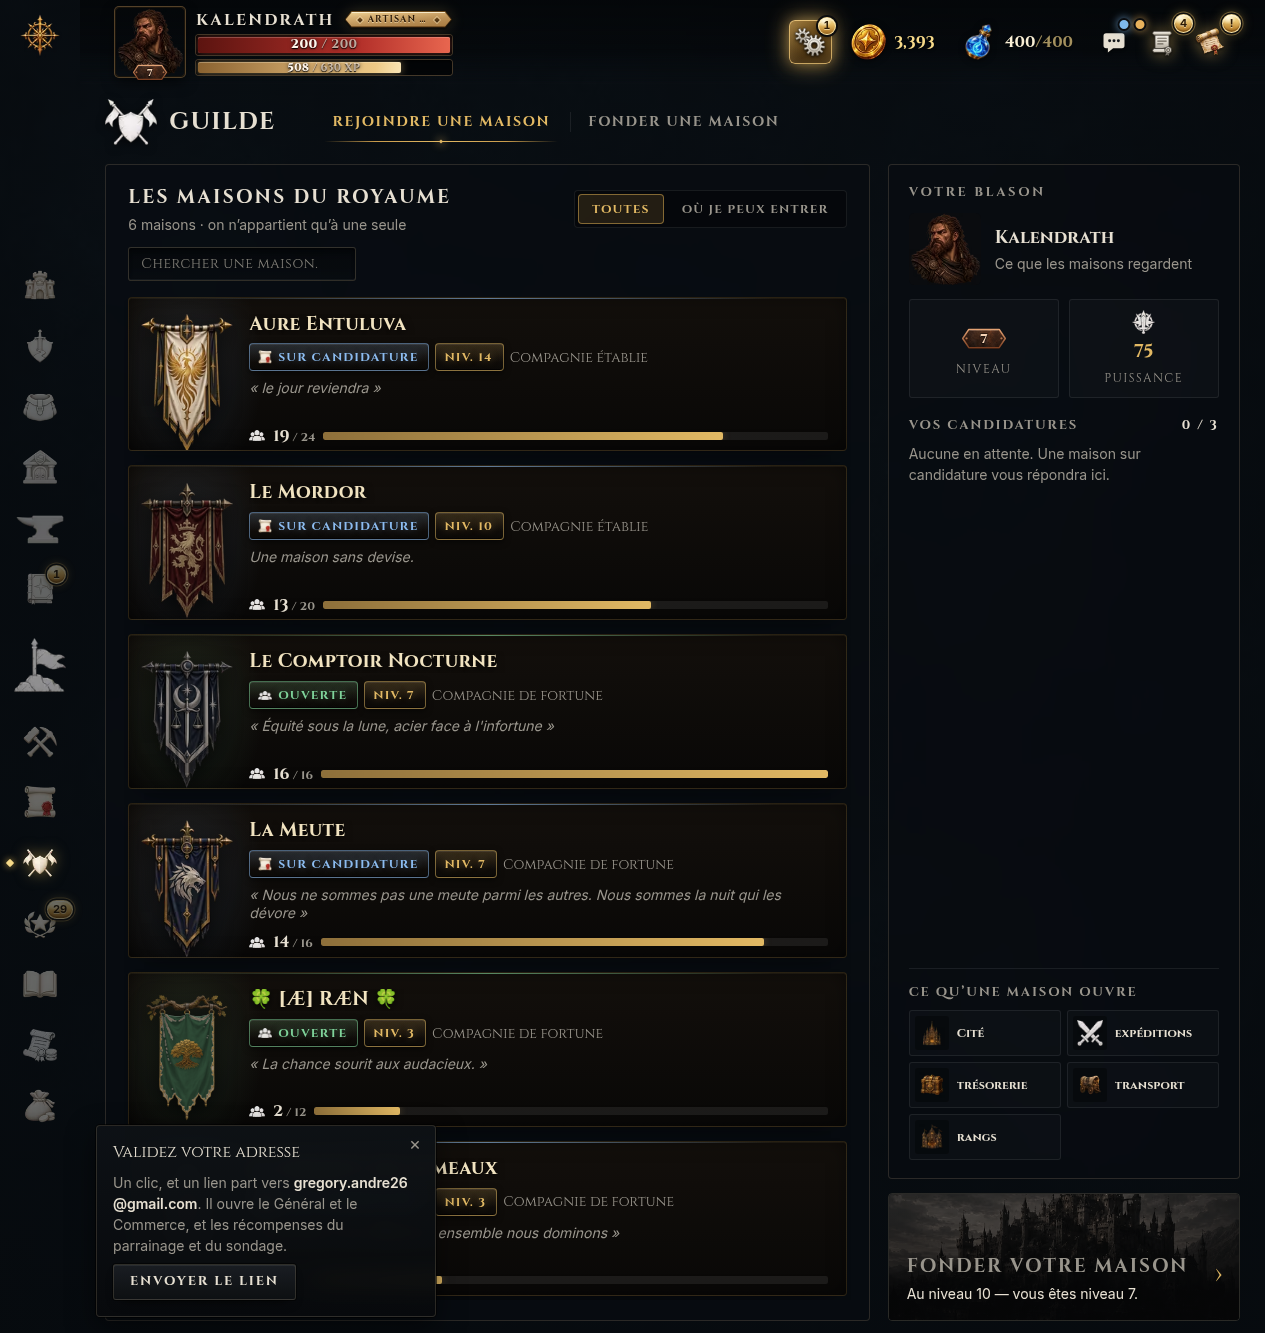 KALENDRATH
ARTISAN ...
200 / 200
7
508 / 630 XP
1
3,393
400/400
4
!
GUILDE
REJOINDRE UNE MAISON
FONDER UNE MAISON
LES MAISONS DU ROYAUME
6 maisons · on n’appartient qu’à une seule
TOUTES
OÙ JE PEUX ENTRER
CHERCHER UNE MAISON.
AURE ENTULUVA
SUR CANDIDATURE
NIV. 14
COMPAGNIE ÉTABLIE
« le jour reviendra »
19 / 24
LE MORDOR
SUR CANDIDATURE
NIV. 10
COMPAGNIE ÉTABLIE
Une maison sans devise.
13 / 20
LE COMPTOIR NOCTURNE
OUVERTE
NIV. 7
COMPAGNIE DE FORTUNE
« Équité sous la lune, acier face à l'infortune »
16 / 16
LA MEUTE
SUR CANDIDATURE
NIV. 7
COMPAGNIE DE FORTUNE
« Nous ne sommes pas une meute parmi les autres. Nous sommes la nuit qui les
dévore »
14 / 16
🍀 [Æ] RÆN 🍀
OUVERTE
NIV. 3
COMPAGNIE DE FORTUNE
« La chance sourit aux audacieux. »
2 / 12
MEAUX
NIV. 3
COMPAGNIE DE FORTUNE
ensemble nous dominons »
1
29
VALIDEZ VOTRE ADRESSE
×
Un clic, et un lien part vers gregory.andre26
@gmail.com. Il ouvre le Général et le
Commerce, et les récompenses du
parrainage et du sondage.
ENVOYER LE LIEN
VOTRE BLASON
KALENDRATH
Ce que les maisons regardent
7
NIVEAU
75
PUISSANCE
VOS CANDIDATURES
0 / 3
Aucune en attente. Une maison sur
candidature vous répondra ici.
CE QU’UNE MAISON OUVRE
CITÉ
EXPÉDITIONS
TRÉSORERIE
TRANSPORT
RANGS
FONDER VOTRE MAISON
Au niveau 10 — vous êtes niveau 7.